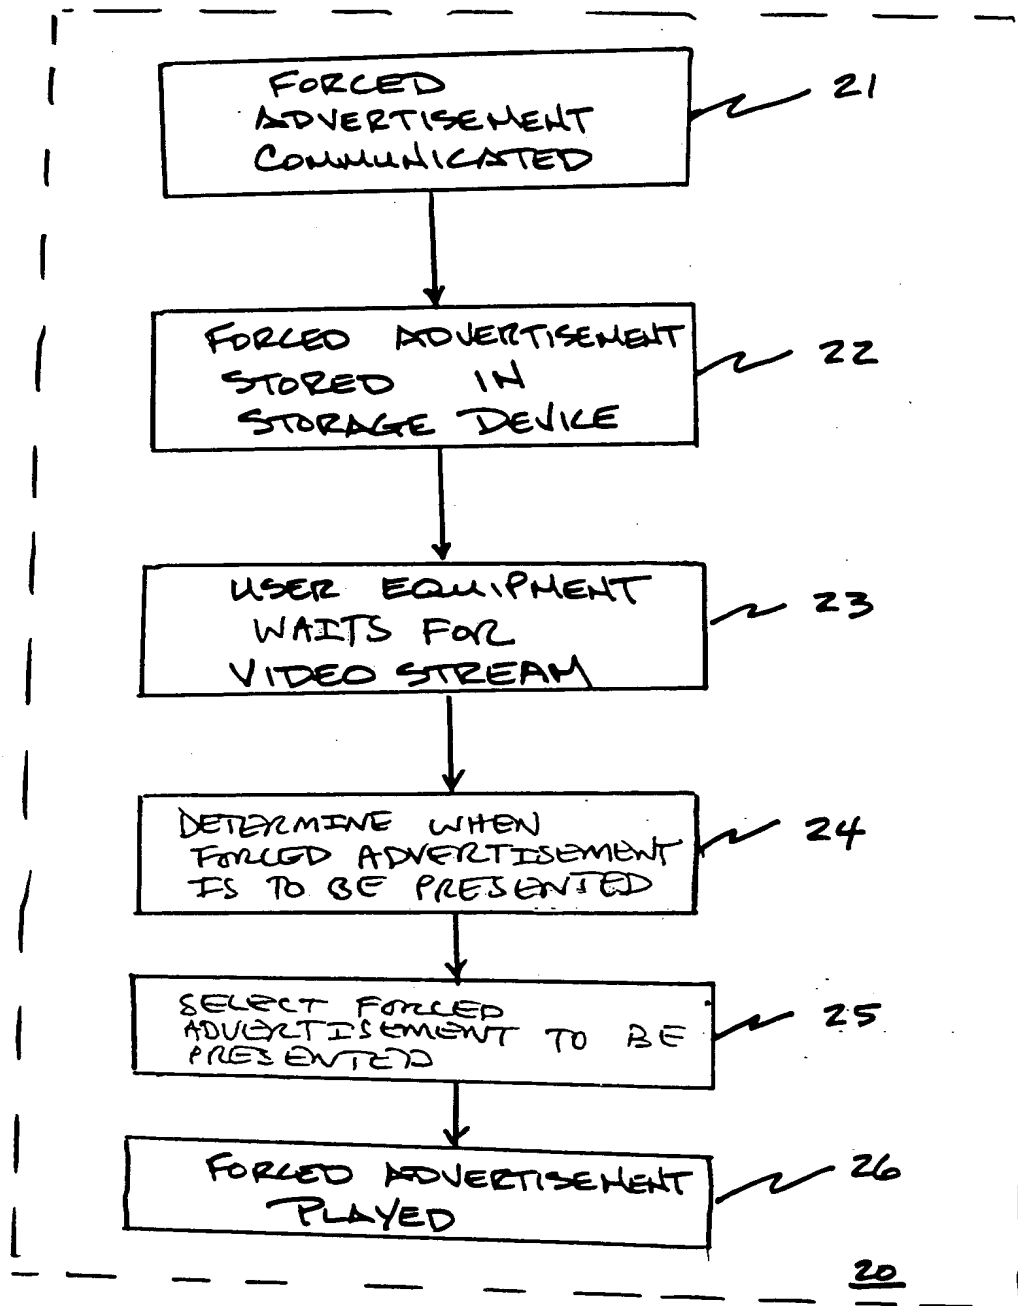 FORCED
ADVERTISEMENT
COMMUNICATED
21
FORCED ADVERTISEMENT
STORED IN
STORAGE DEVICE
22
USER EQUIPMENT
WAITS FOR
VIDEO STREAM
23
DETERMINE WHEN
FORCED ADVERTISEMENT
IS TO BE PRESENTED
24
SELECT FORCED
ADVERTISEMENT TO BE
PRESENTED
25
FORCED ADVERTISEMENT
PLAYED
26
20